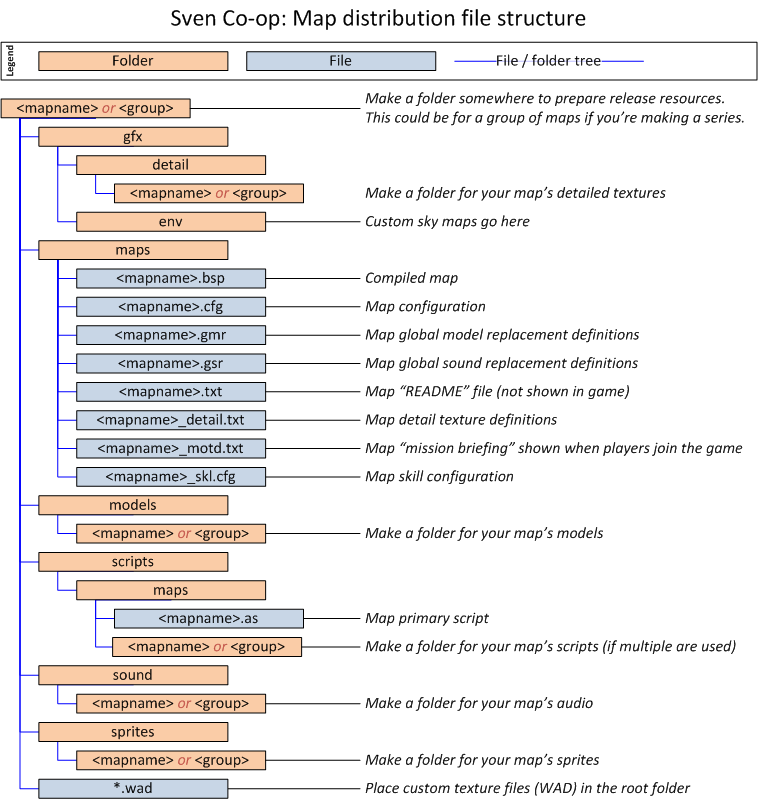 Sven Co-op: Map distribution file structure
Legend
Folder
File
File / folder tree
<mapname> or <group>
Make a folder somewhere to prepare release resources.
This could be for a group of maps if you’re making a series.
gfx
detail
<mapname> or <group>
Make a folder for your map’s detailed textures
env
Custom sky maps go here
maps
<mapname>.bsp
Compiled map
<mapname>.cfg
Map configuration
<mapname>.gmr
Map global model replacement definitions
<mapname>.gsr
Map global sound replacement definitions
<mapname>.txt
Map “README” file (not shown in game)
<mapname>_detail.txt
Map detail texture definitions
<mapname>_motd.txt
Map “mission briefing” shown when players join the game
<mapname>_skl.cfg
Map skill configuration
models
<mapname> or <group>
Make a folder for your map’s models
scripts
maps
<mapname>.as
Map primary script
<mapname> or <group>
Make a folder for your map’s scripts (if multiple are used)
sound
<mapname> or <group>
Make a folder for your map’s audio
sprites
<mapname> or <group>
Make a folder for your map’s sprites
*.wad
Place custom texture files (WAD) in the root folder